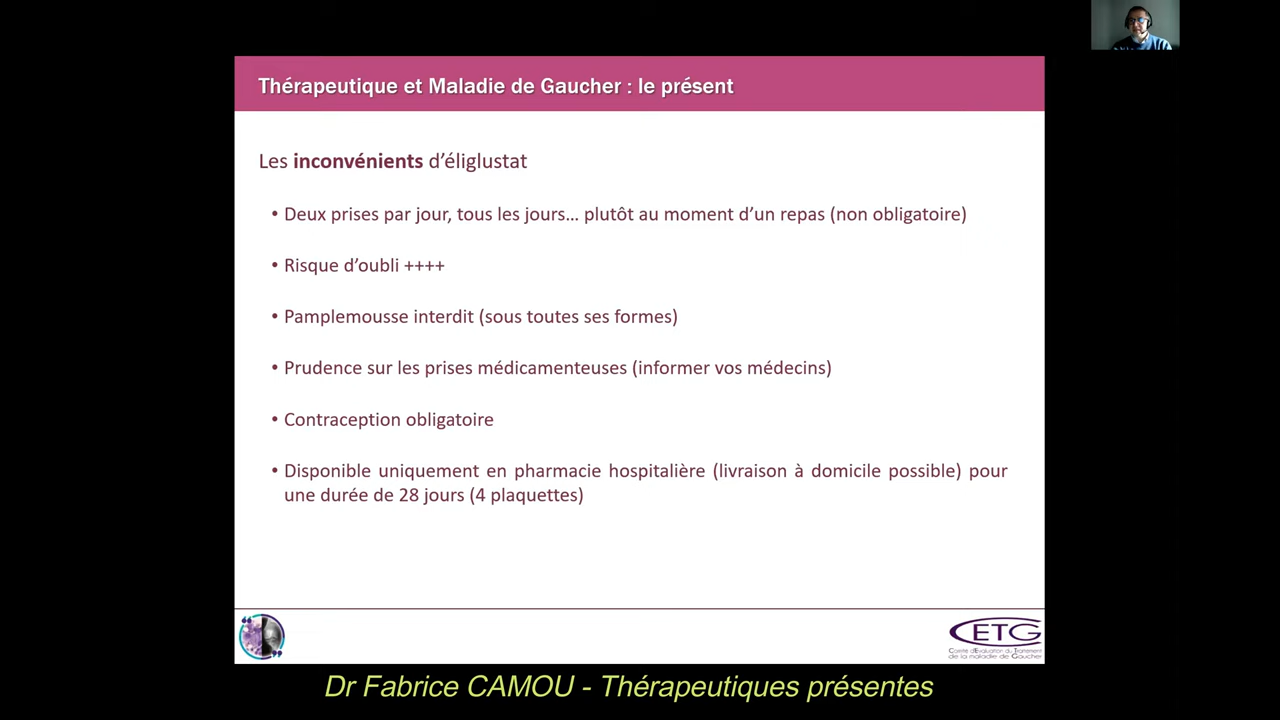 Thérapeutique et Maladie de Gaucher : le présent
Les inconvénients d’éliglustat
• Deux prises par jour, tous les jours… plutôt au moment d’un repas (non obligatoire)
• Risque d’oubli ++++
• Pamplemousse interdit (sous toutes ses formes)
• Prudence sur les prises médicamenteuses (informer vos médecins)
• Contraception obligatoire
• Disponible uniquement en pharmacie hospitalière (livraison à domicile possible) pour
une durée de 28 jours (4 plaquettes)
CETG
Comité d'Evaluation du Traitement
de la maladie de Gaucher
Dr Fabrice CAMOU - Thérapeutiques présentes